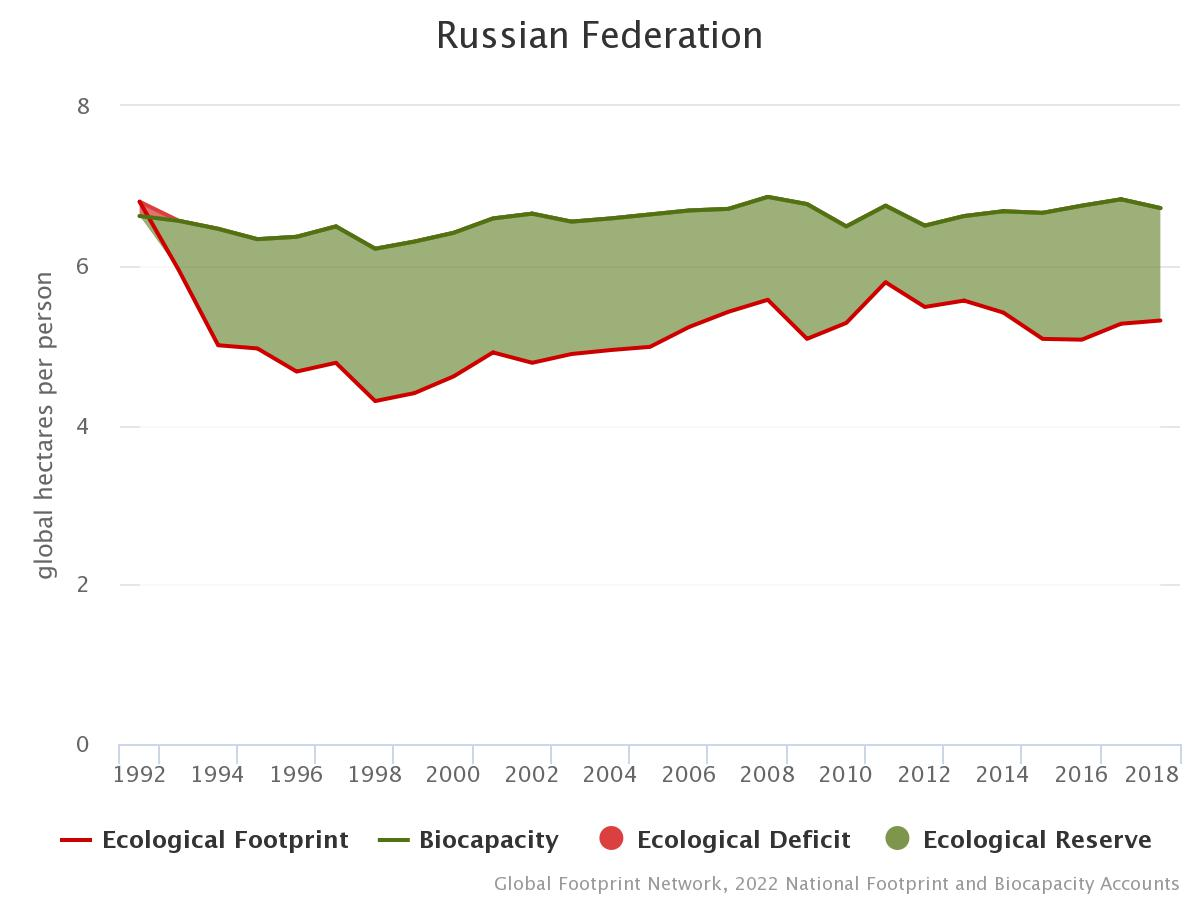 Russian Federation
8
6
4
2
0
global hectares per person
1992 1994 1996 1998 2000 2002 2004 2006 2008 2010 2012 2014 2016 2018
Ecological Footprint Biocapacity Ecological Deficit Ecological Reserve
Global Footprint Network, 2022 National Footprint and Biocapacity Accounts